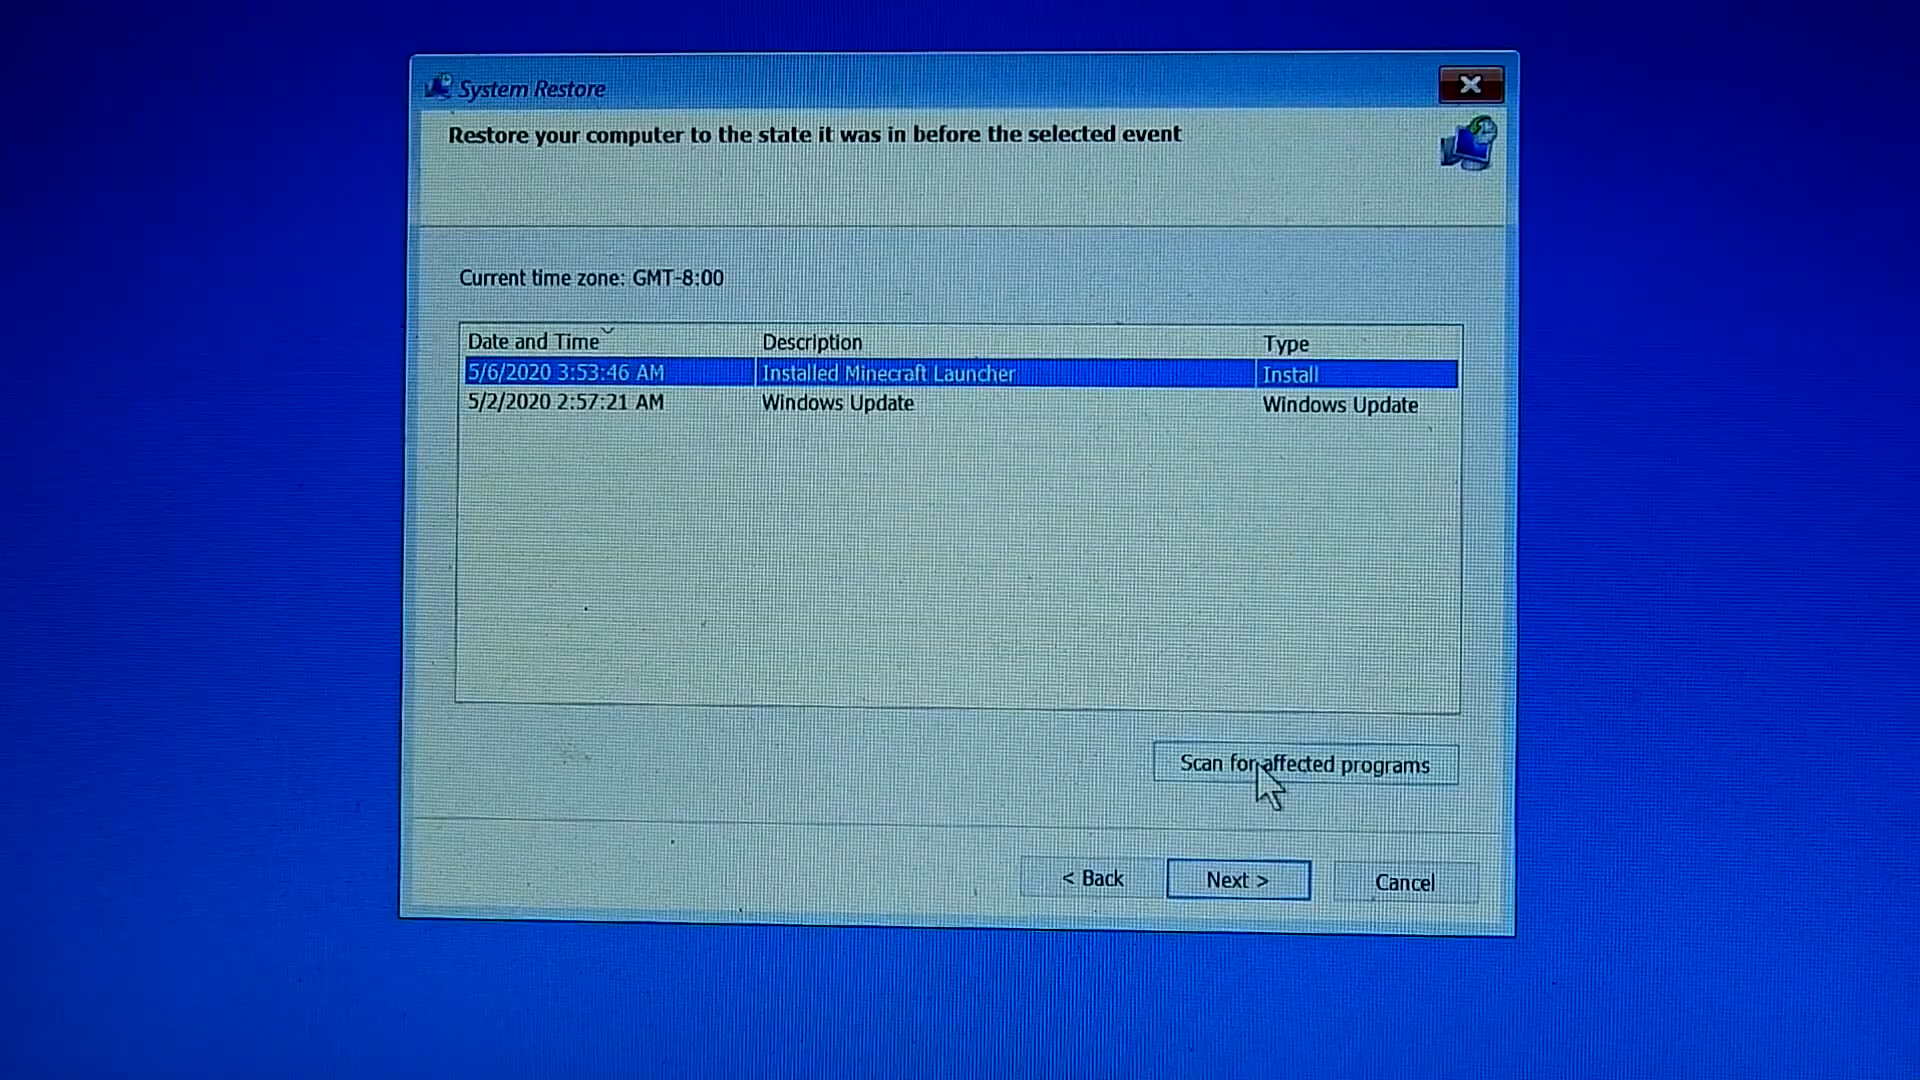 System Restore
Restore your computer to the state it was in before the selected event
Current time zone: GMT-8:00
Date and Time Description Type
5/6/2020 3:53:46 AM Installed Minecraft Launcher Install
5/2/2020 2:57:21 AM Windows Update Windows Update
Scan for affected programs
< Back Next > Cancel